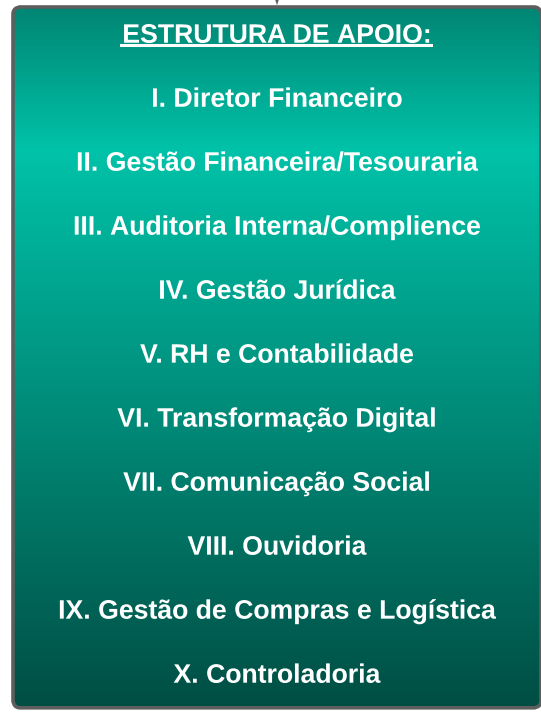 ESTRUTURA DE APOIO:
I. Diretor Financeiro
II. Gestão Financeira/Tesouraria
III. Auditoria Interna/Complience
IV. Gestão Jurídica
V. RH e Contabilidade
VI. Transformação Digital
VII. Comunicação Social
VIII. Ouvidoria
IX. Gestão de Compras e Logística
X. Controladoria